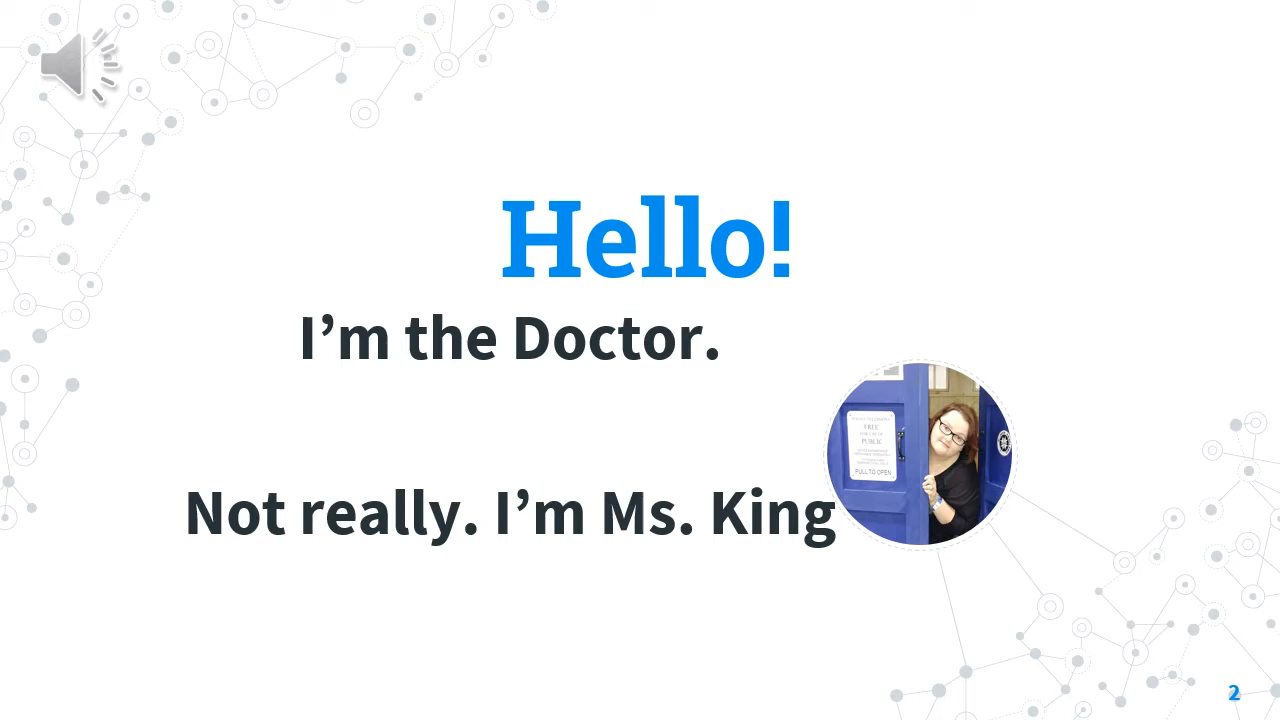 Hello!
I’m the Doctor.
FREE
PUBLIC
PULL TO OPEN
Not really. I’m Ms. King
2